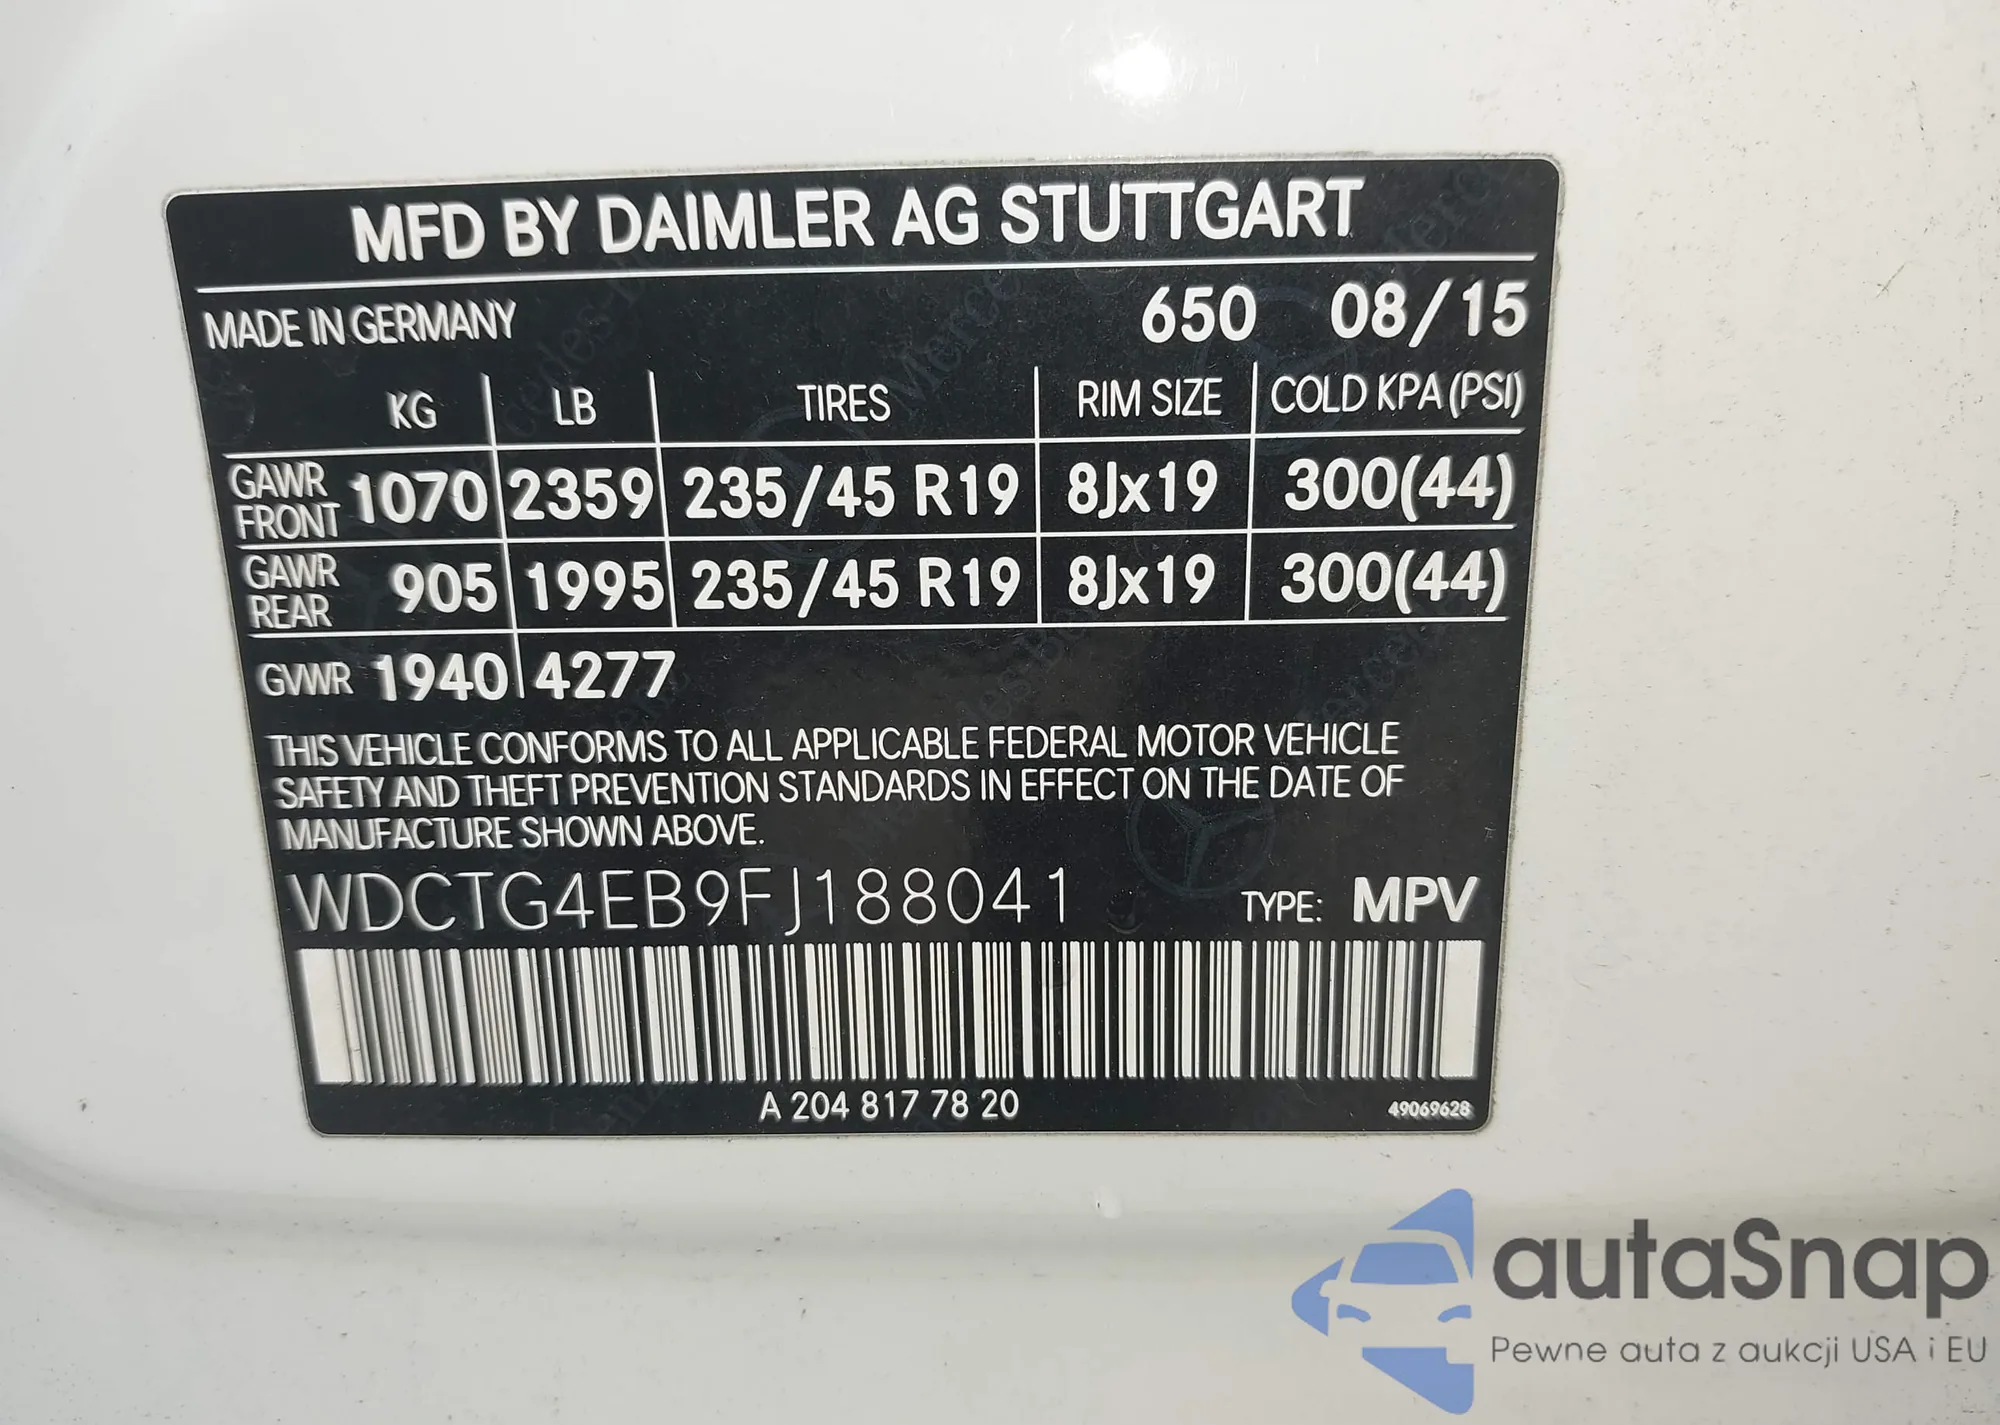 MFD BY DAIMLER AG STUTTGART
MADE IN GERMANY 650 08/15
KG LB TIRES RIM SIZE COLD KPA (PSI)
GAWR FRONT 1070 2359 235/45 R19 8Jx19 300(44)
GAWR REAR 905 1995 235/45 R19 8Jx19 300(44)
GVWR 1940 4277
THIS VEHICLE CONFORMS TO ALL APPLICABLE FEDERAL MOTOR VEHICLE
SAFETY AND THEFT PREVENTION STANDARDS IN EFFECT ON THE DATE OF
MANUFACTURE SHOWN ABOVE.
WDCTG4EB9FJ188041 TYPE: MPV
A 204 817 78 20 49069628
autaSnap
Pewne auta z aukcji USA i EU